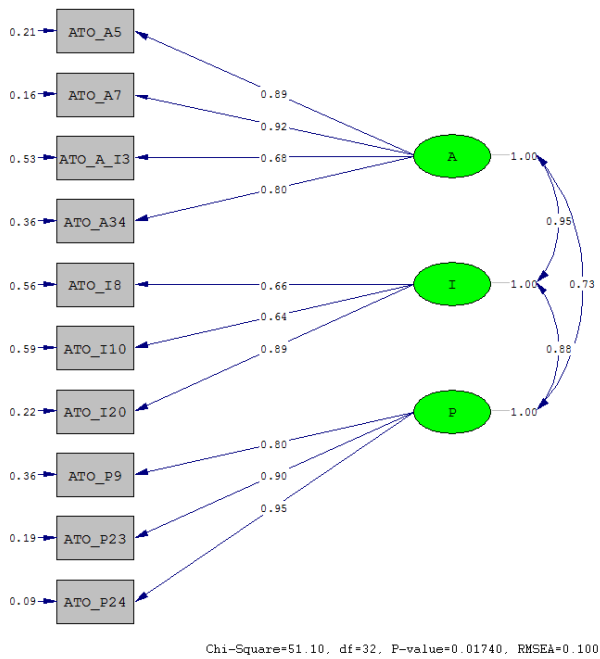 0.21 ATO_A5
0.89
0.16 ATO_A7
0.92
0.53 ATO_A_I3 0.68 A 1.00
0.80
0.36 ATO_A34 0.95
0.56 ATO_I8 0.66 I 1.00 0.73
0.64
0.59 ATO_I10 0.89 0.88
0.22 ATO_I20 P 1.00
0.80
0.36 ATO_P9 0.90
0.95
0.19 ATO_P23
0.09 ATO_P24
Chi-Square=51.10, df=32, P-value=0.01740, RMSEA=0.100